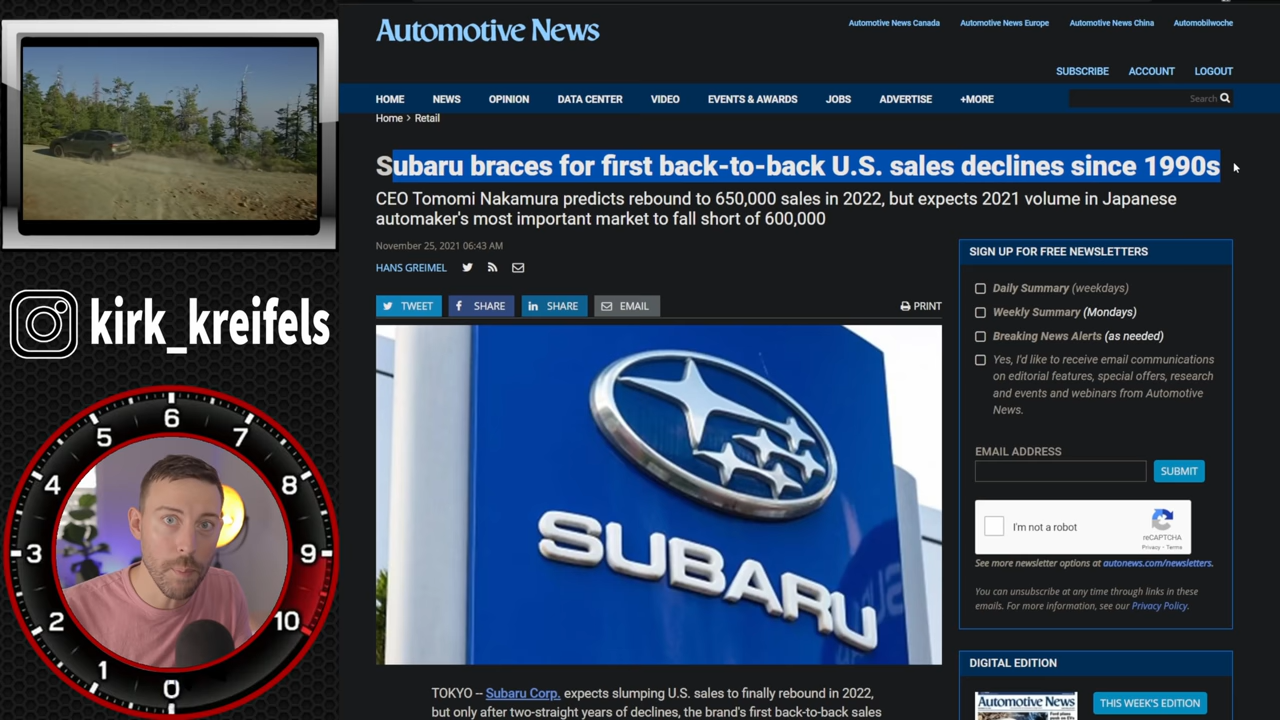 Automotive News
Automotive News Canada
Automotive News Europe
Automotive News China
Automobilwoche
SUBSCRIBE
ACCOUNT
LOGOUT
HOME
NEWS
OPINION
DATA CENTER
VIDEO
EVENTS & AWARDS
JOBS
ADVERTISE
+MORE
Search
Home > Retail
Subaru braces for first back-to-back U.S. sales declines since 1990s
CEO Tomomi Nakamura predicts rebound to 650,000 sales in 2022, but expects 2021 volume in Japanese
automaker's most important market to fall short of 600,000
November 25, 2021 06:43 AM
HANS GREIMEL
TWEET
SHARE
SHARE
EMAIL
PRINT
SUBARU
TOKYO -- Subaru Corp. expects slumping U.S. sales to finally rebound in 2022,
but only after two-straight years of declines, the brand's first back-to-back sales
SIGN UP FOR FREE NEWSLETTERS
Daily Summary (weekdays)
Weekly Summary (Mondays)
Breaking News Alerts (as needed)
Yes, I'd like to receive email communications
on editorial features, special offers, research
and events and webinars from Automotive
News.
EMAIL ADDRESS
SUBMIT
I'm not a robot
reCAPTCHA
Privacy - Terms
See more newsletter options at autonews.com/newsletters.
You can unsubscribe at any time through links in these
emails. For more information, see our Privacy Policy.
DIGITAL EDITION
Automotive News
THIS WEEK'S EDITION
kirk_kreifels
6
5
7
4
8
3
9
2
10
1
0